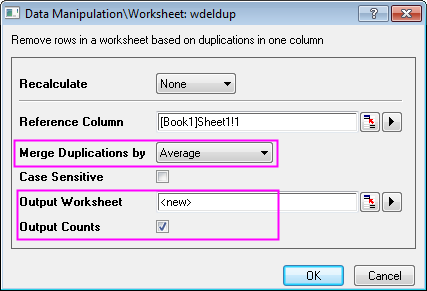 Data Manipulation\Worksheet: wdeldup
Remove rows in a worksheet based on duplications in one column
Recalculate None
Reference Column [Book1]Sheet1!1
Merge Duplications by Average
Case Sensitive
Output Worksheet <new>
Output Counts
OK Cancel